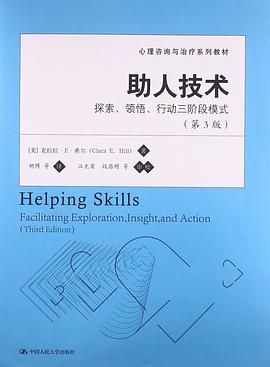 心理咨询与治疗系列教材
助人技术
探索、领悟、行动三阶段模式
(第3版)
[美] 克拉拉·E·希尔 (Clara E. Hill) 著
胡博 等 译 江光荣 段昌明 等 审校
Helping Skills
Facilitating Exploration,Insight,and Action
(Third Edition)
中国人民大学出版社